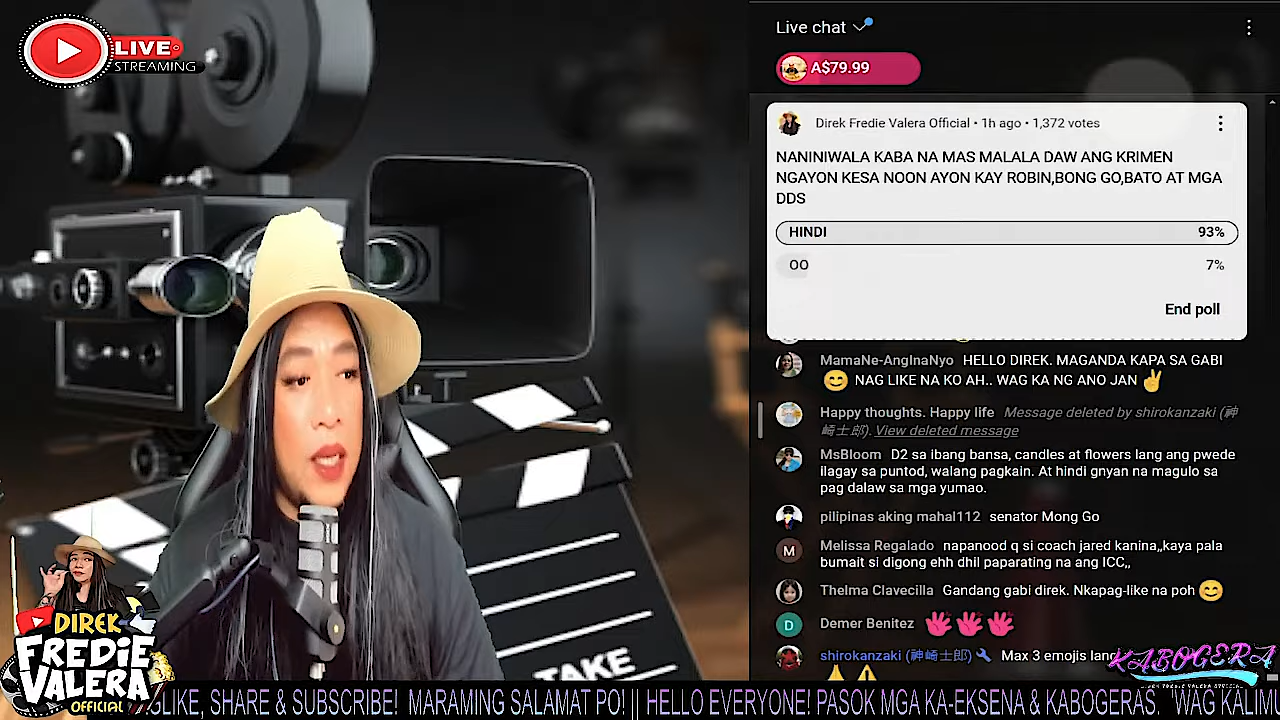 LIVE
STREAMING
Live chat
A$79.99
Direk Fredie Valera Official • 1h ago • 1,372 votes
NANINIWALA KABA NA MAS MALALA DAW ANG KRIMEN
NGAYON KESA NOON AYON KAY ROBIN,BONG GO,BATO AT MGA
DDS
HINDI 93%
OO 7%
End poll
MamaNe-AngInaNyo HELLO DIREK. MAGANDA KAPA SA GABI
😊 NAG LIKE NA KO AH.. WAG KA NG ANO JAN ✌️
Happy thoughts. Happy life Message deleted by shirokanzaki (神
崎士郎). View deleted message
MsBloom D2 sa ibang bansa, candles at flowers lang ang pwede
ilagay sa puntod, walang pagkain. At hindi gnyan na magulo sa
pag dalaw sa mga yumao.
pilipinas aking mahal112 senator Mong Go
M
Melissa Regalado napanood q si coach jared kanina,,kaya pala
bumait si digong ehh dhil paparating na ang ICC,,
Thelma Clavecilla Gandang gabi direk. Nkapag-like na poh 😊
D
Demer Benitez
shirokanzaki (神崎士郎) Max 3 emojis lang
KABOGERA
TAKE
DIREK
FREDIE
VALERA
OFFICIAL
LIKE, SHARE & SUBSCRIBE! MARAMING SALAMAT PO! || HELLO EVERYONE! PASOK MGA KA-EKSENA & KABOGERAS. WAG KALIMU